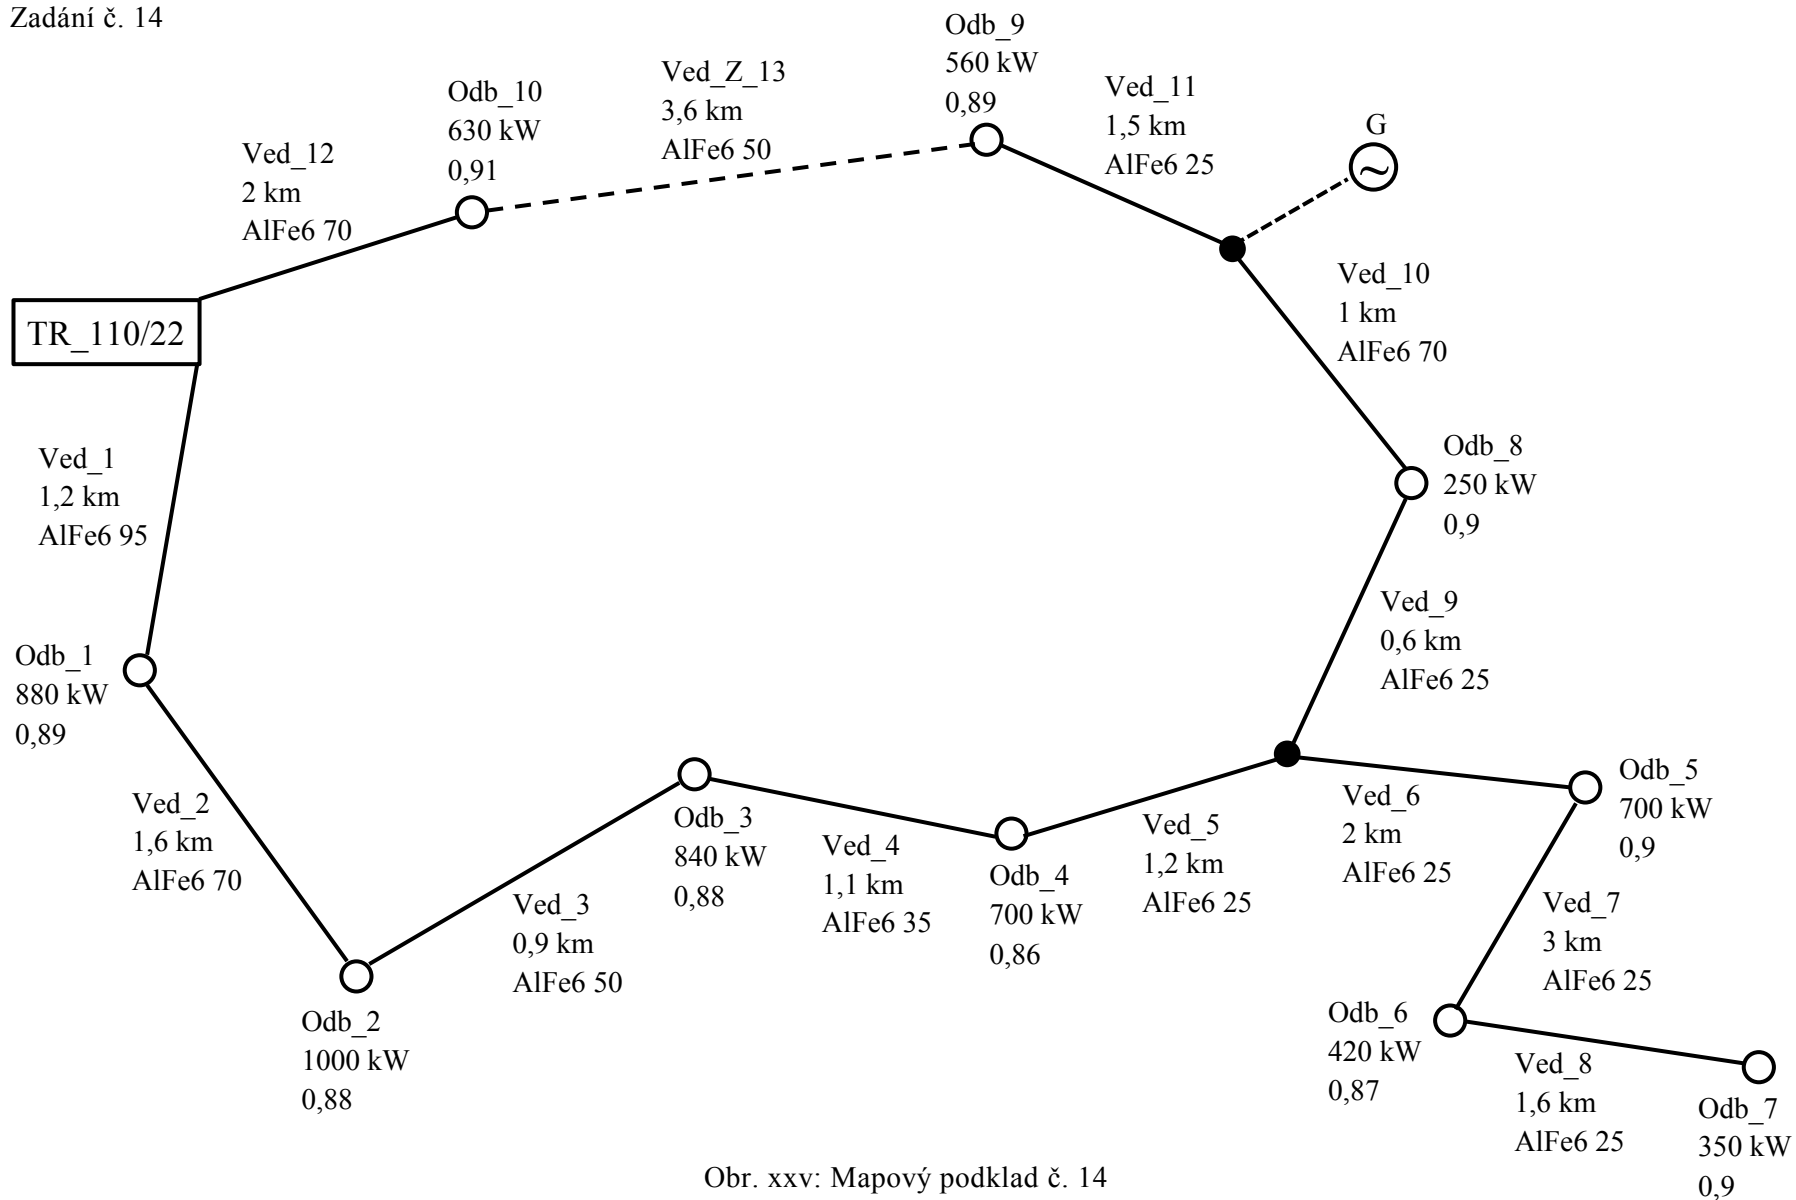 Zadání č. 14
Odb_9
560 kW
0,89
Ved_Z_13
3,6 km
AlFe6 50
Odb_10
630 kW
0,91
Ved_11
1,5 km
AlFe6 25
G
~
Ved_12
2 km
AlFe6 70
Ved_10
1 km
AlFe6 70
TR_110/22
Ved_1
1,2 km
AlFe6 95
Odb_8
250 kW
0,9
Ved_9
0,6 km
AlFe6 25
Odb_1
880 kW
0,89
Ved_2
1,6 km
AlFe6 70
Odb_3
840 kW
0,88
Ved_4
1,1 km
AlFe6 35
Odb_4
700 kW
0,86
Ved_5
1,2 km
AlFe6 25
Ved_6
2 km
AlFe6 25
Odb_5
700 kW
0,9
Ved_3
0,9 km
AlFe6 50
Ved_7
3 km
AlFe6 25
Odb_2
1000 kW
0,88
Odb_6
420 kW
0,87
Ved_8
1,6 km
AlFe6 25
Odb_7
350 kW
0,9
Obr. xxv: Mapový podklad č. 14